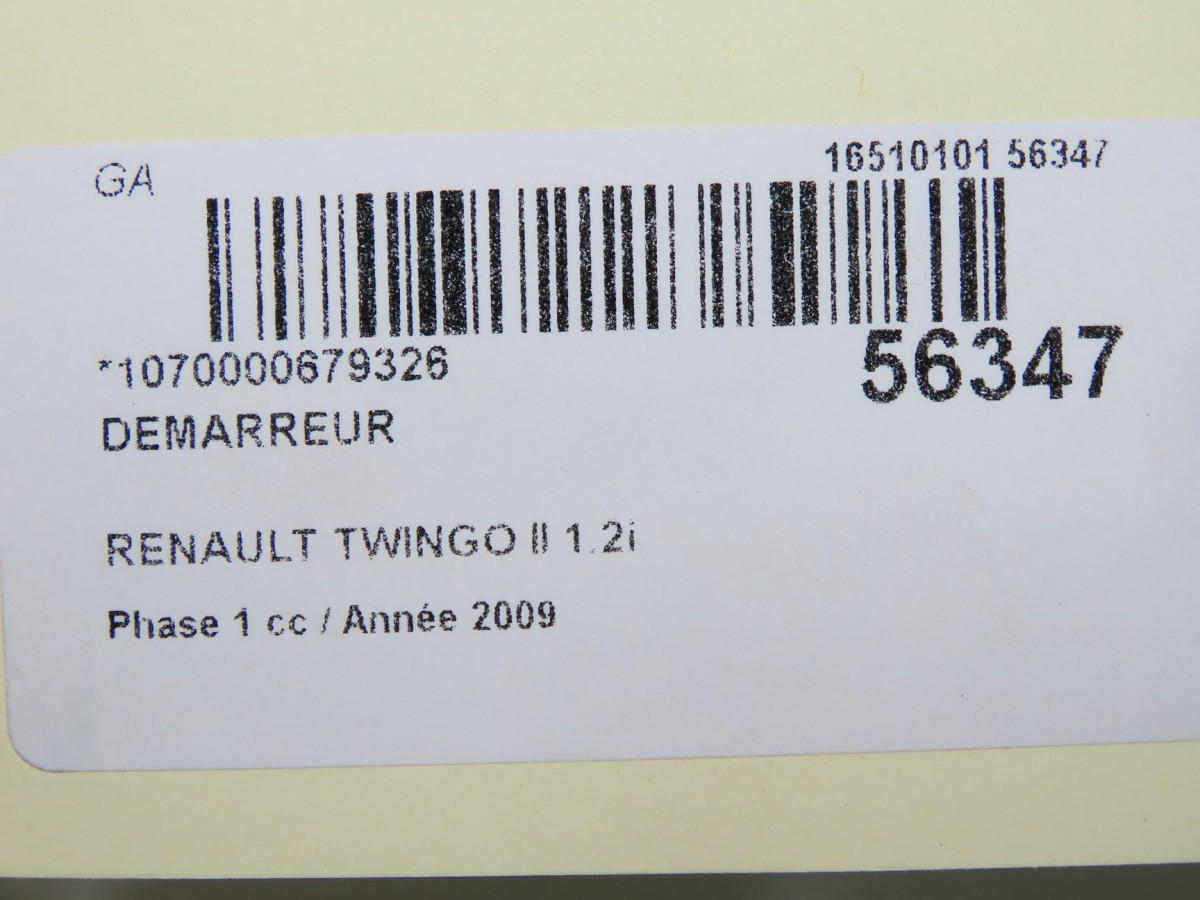 GA
16510101 56347
56347
*1070000679326
DEMARREUR
RENAULT TWINGO II 1.2i
Phase 1 cc / Année 2009